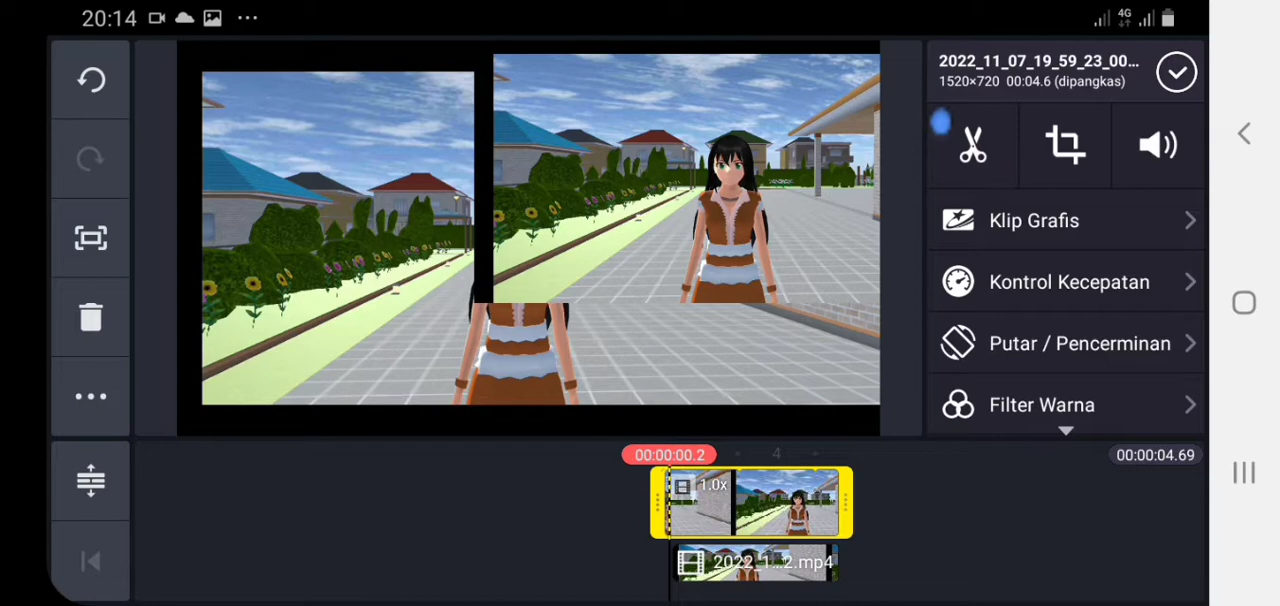 20:14
4G
2022_11_07_19_59_23_00...
1520×720 00:04.6 (dipangkas)
Klip Grafis
Kontrol Kecepatan
Putar / Pencerminan
Filter Warna
00:00:00.2
4
00:00:04.69
1.0x
2022_1...2.mp4